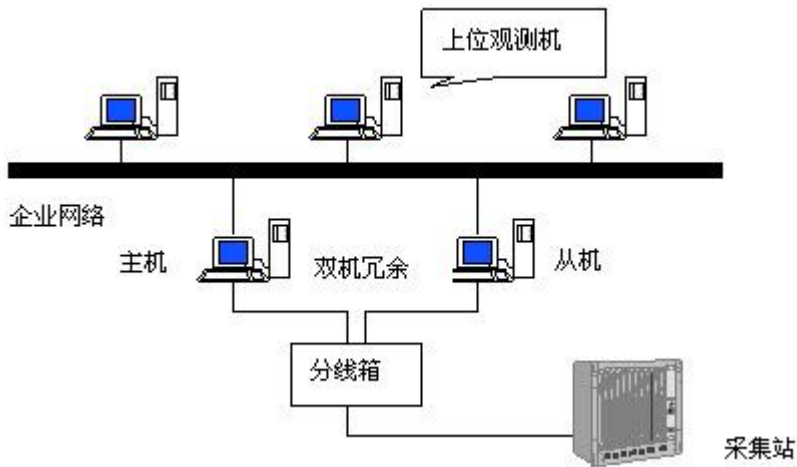 上位观测机
企业网络
主机
双机冗余
从机
分线箱
采集站